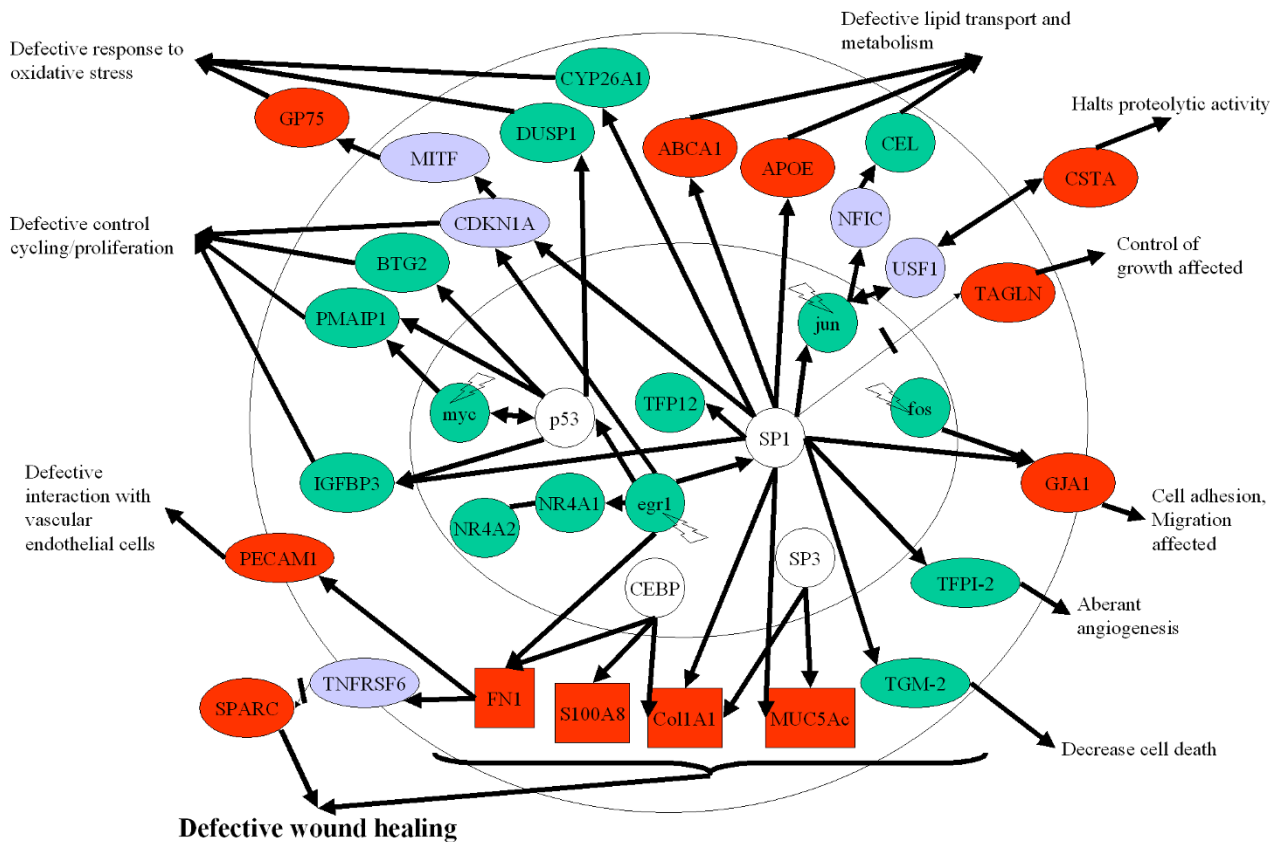 Defective response to
oxidative stress
Defective lipid transport and
metabolism
CYP26A1
GP75
DUSP1
MITF
ABCA1
APOE
CEL
Halts proteolytic activity
CSTA
Defective control
cycling/proliferation
CDKN1A
NFIC
USF1
Control of
growth affected
BTG2
TAGLN
PMAIP1
jun
myc
p53
TFP12
SP1
fos
Defective
interaction with
vascular
endothelial cells
IGFBP3
NR4A2
NR4A1
egr1
GJA1
Cell adhesion,
Migration
affected
PECAM1
CEBP
SP3
TFPI-2
Aberant
angiogenesis
TNFRSF6
SPARC
FN1
S100A8
Col1A1
MUC5Ac
TGM-2
Decrease cell death
Defective wound healing